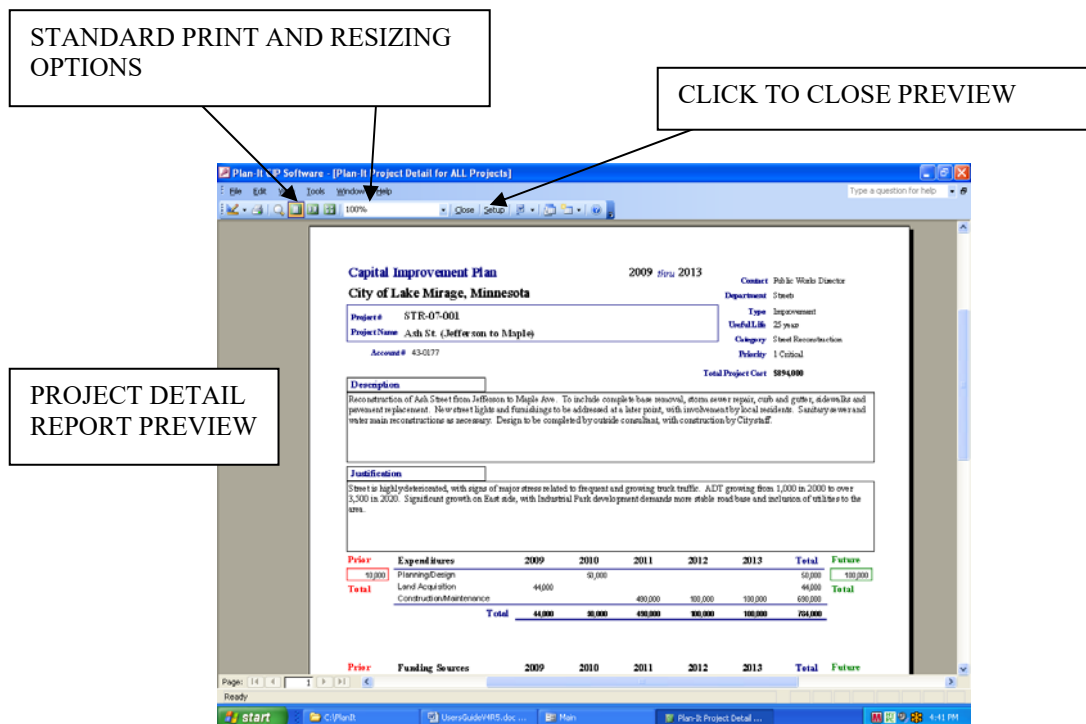 STANDARD PRINT AND RESIZING
OPTIONS
CLICK TO CLOSE PREVIEW
Plan-It CIP Software - [Plan-It Project Detail for ALL Projects]
File Edit Tools Window Help
Type a question for help
100% Close Setup
Capital Improvement Plan
2009 thru 2013
City of Lake Mirage, Minnesota
Contact Public Works Director
Department Streets
Project # STR-07-001
Type Improvement
Project Name Ash St. (Jefferson to Maple)
Useful Life 25 years
Category Street Reconstruction
Account # 43-0177
Priority 1 Critical
Total Project Cost $894,000
PROJECT DETAIL
REPORT PREVIEW
Description
Reconstruction of Ash Street from Jefferson to Maple Ave. To include complete base removal, storm sewer repair, curb and gutter, sidewalks and
pavement replacement. New street lights and furnishings to be addressed at a later point, with involvement by local residents. Sanitary sewer and
water main reconstructions as necessary. Design to be completed by outside consultant, with construction by City staff.
Justification
Street is highly deteriorated, with signs of major stress related to frequent and growing truck traffic. ADT growing from 1,000 in 2000 to over
3,500 in 2020. Significant growth on East side, with Industrial Park development demands more stable road base and inclusion of utilities to the
area.
Prior Expenditures 2009 2010 2011 2012 2013 Total Future
10,000 Planning/Design 50,000 50,000 100,000
Total Land Acquisition 44,000 44,000 Total
Construction/Maintenance 490,000 100,000 100,000 690,000
Total 44,000 50,000 490,000 100,000 100,000 784,000
Prior Funding Sources 2009 2010 2011 2012 2013 Total Future
Page: 1
Ready
start C:\PlanIt UsersGuideV4R5.doc ... Main Plan-It Project Detail ... 4:41 PM